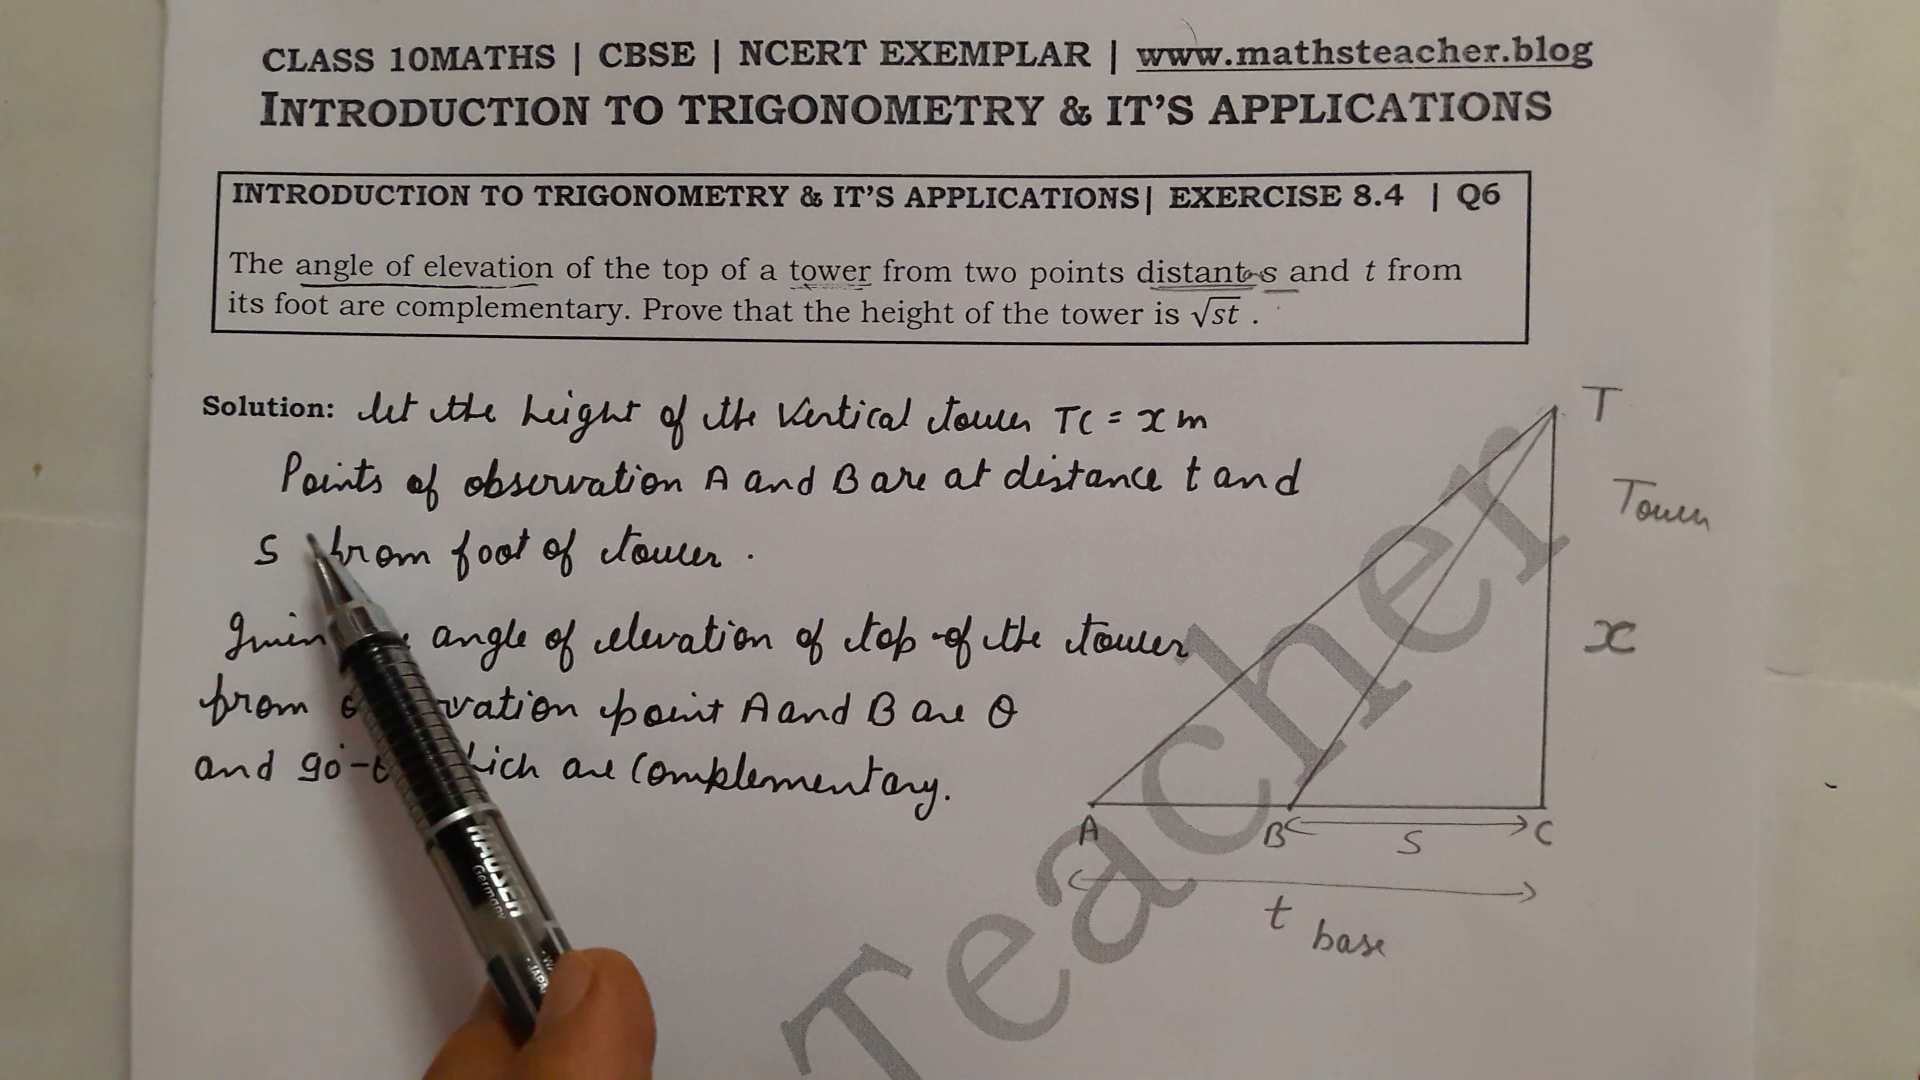 CLASS 10MATHS | CBSE | NCERT EXEMPLAR | www.mathsteacher.blog
INTRODUCTION TO TRIGONOMETRY & IT'S APPLICATIONS
INTRODUCTION TO TRIGONOMETRY & IT'S APPLICATIONS| EXERCISE 8.4 | Q6
The angle of elevation of the top of a tower from two points distant s and t from
its foot are complementary. Prove that the height of the tower is √st .
Solution: let the height of the Vertical tower TC = x m
Points of observation A and B are at distance t and
S from foot of tower .
angle of elevation of top of the tower
from point A and B are θ
and 90°- are Complementary.
T
Tower
x
A B S C
t
base
Teacher
HAUSER
Germany